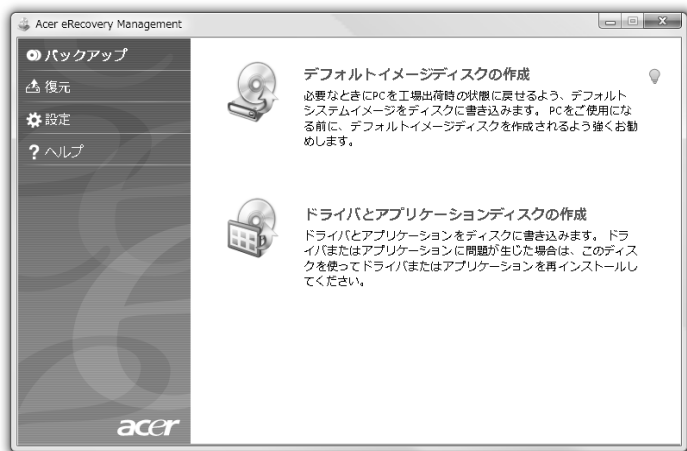 Acer eRecovery Management
バックアップ
復元
設定
? ヘルプ
デフォルトイメージディスクの作成
必要なときにPCを工場出荷時の状態に戻せるよう、デフォルト
システムイメージをディスクに書き込みます。 PCをご使用にな
る前に、デフォルトイメージディスクを作成されるよう強くお勧
めします。
ドライバとアプリケーションディスクの作成
ドライバとアプリケーションをディスクに書き込みます。 ドラ
イバまたはアプリケーションに問題が生じた場合は、このディス
クを使ってドライバまたはアプリケーションを再インストールし
てください。
acer